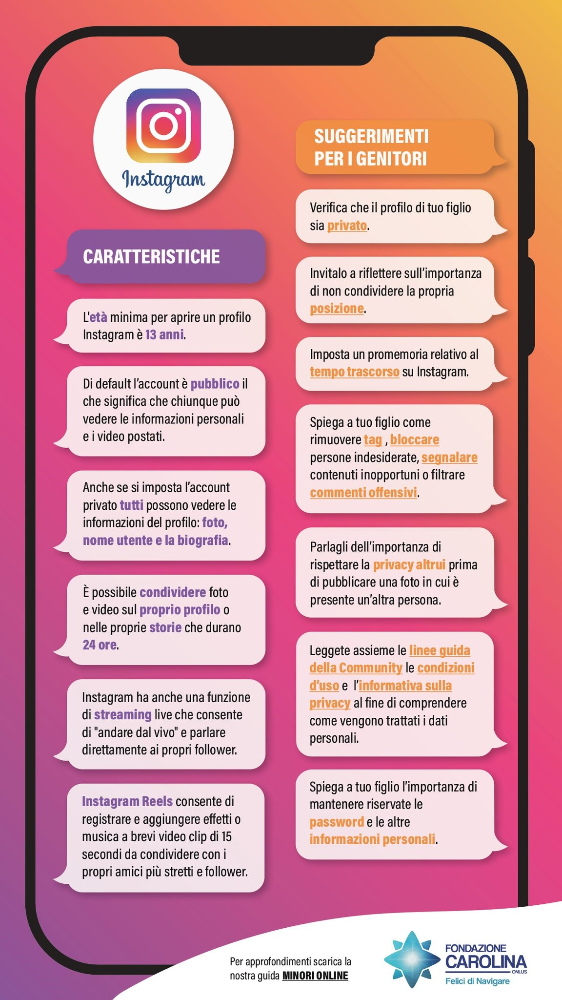 Instagram
CARATTERISTICHE
L'età minima per aprire un profilo
Instagram è 13 anni.
Di default l’account è pubblico il
che significa che chiunque può
vedere le informazioni personali
e i video postati.
Anche se si imposta l’account
privato tutti possono vedere le
informazioni del profilo: foto,
nome utente e la biografia.
È possibile condividere foto
e video sul proprio profilo o
nelle proprie storie che durano
24 ore.
Instagram ha anche una funzione
di streaming live che consente
di "andare dal vivo" e parlare
direttamente ai propri follower.
Instagram Reels consente di
registrare e aggiungere effetti o
musica a brevi video clip di 15
secondi da condividere con i
propri amici più stretti e follower.
SUGGERIMENTI
PER I GENITORI
Verifica che il profilo di tuo figlio
sia privato.
Invitalo a riflettere sull’importanza
di non condividere la propria
posizione.
Imposta un promemoria relativo al
tempo trascorso su Instagram.
Spiega a tuo figlio come
rimuovere tag , bloccare
persone indesiderate, segnalare
contenuti inopportuni o filtrare
commenti offensivi.
Parlagli dell’importanza di
rispettare la privacy altrui prima
di pubblicare una foto in cui è
presente un’altra persona.
Leggete assieme le linee guida
della Community le condizioni
d’uso e l’informativa sulla
privacy al fine di comprendere
come vengono trattati i dati
personali.
Spiega a tuo figlio l’importanza di
mantenere riservate le
password e le altre
informazioni personali.
Per approfondimenti scarica la
nostra guida MINORI ONLINE
FONDAZIONE
CAROLINA
ONLUS
Felici di Navigare